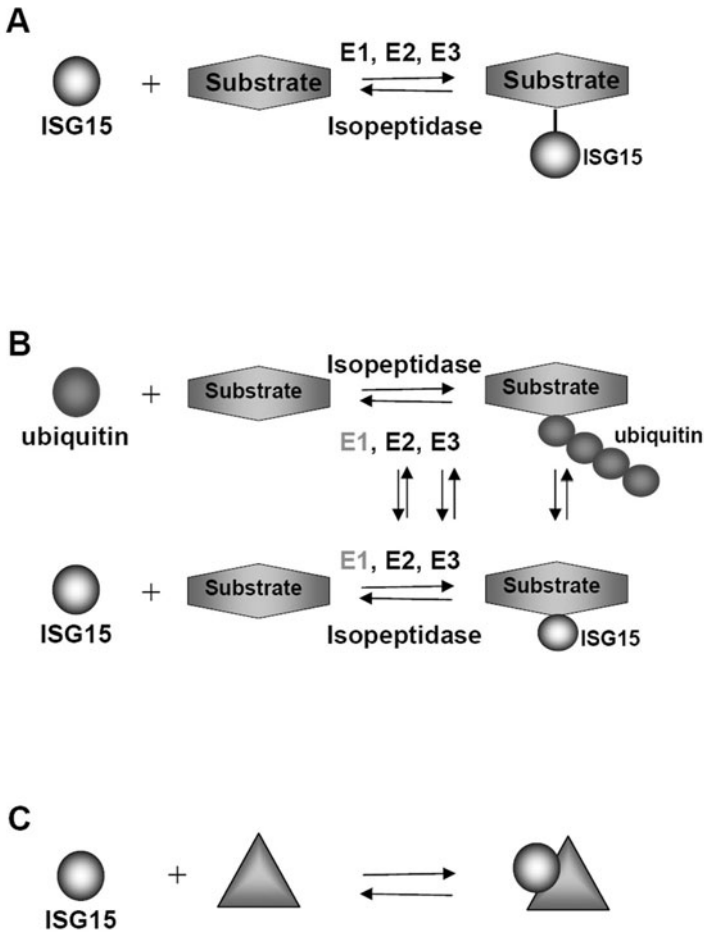 A
E1, E2, E3
+
Substrate
Substrate
ISG15
Isopeptidase
ISG15
B
Isopeptidase
+
Substrate
Substrate
ubiquitin
E1, E2, E3
ubiquitin
E1, E2, E3
+
Substrate
Substrate
ISG15
Isopeptidase
ISG15
C
+
ISG15